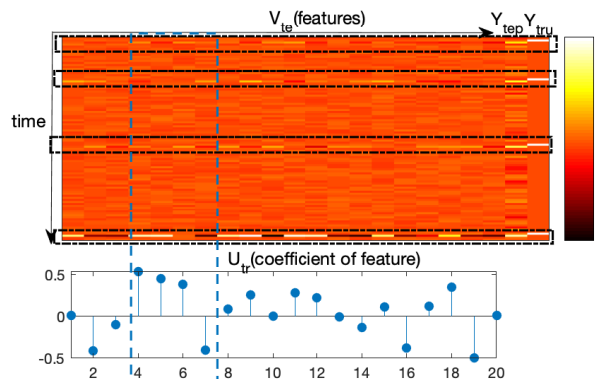 V_te(features) Y_tep Y_tru
time
U_tr(coefficient of feature)
0.5
0
-0.5
2 4 6 8 10 12 14 16 18 20